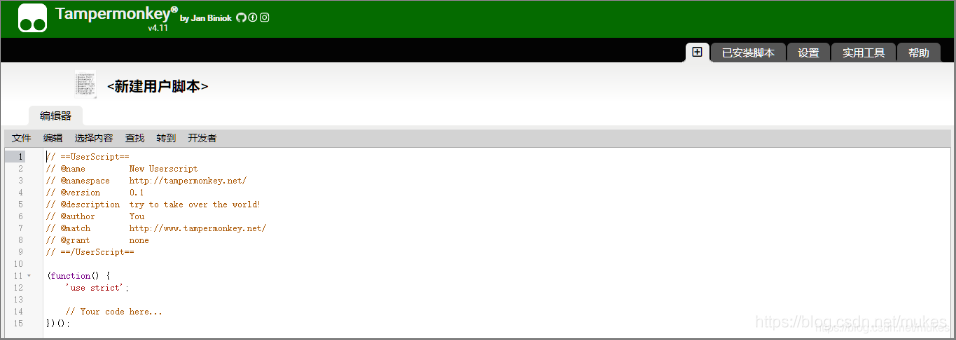 Tampermonkey® by Jan Biniok
v4.11
已安装脚本 设置 实用工具 帮助
<新建用户脚本>
编辑器
文件 编辑 选择内容 查找 转到 开发者
1 // ==UserScript==
2 // @name New Userscript
3 // @namespace http://tampermonkey.net/
4 // @version 0.1
5 // @description try to take over the world!
6 // @author You
7 // @match http://www.tampermonkey.net/
8 // @grant none
9 // ==/UserScript==
10
11 (function() {
12 'use strict';
13
14 // Your code here...
15 })();
https://blog.csdn.net/mukes